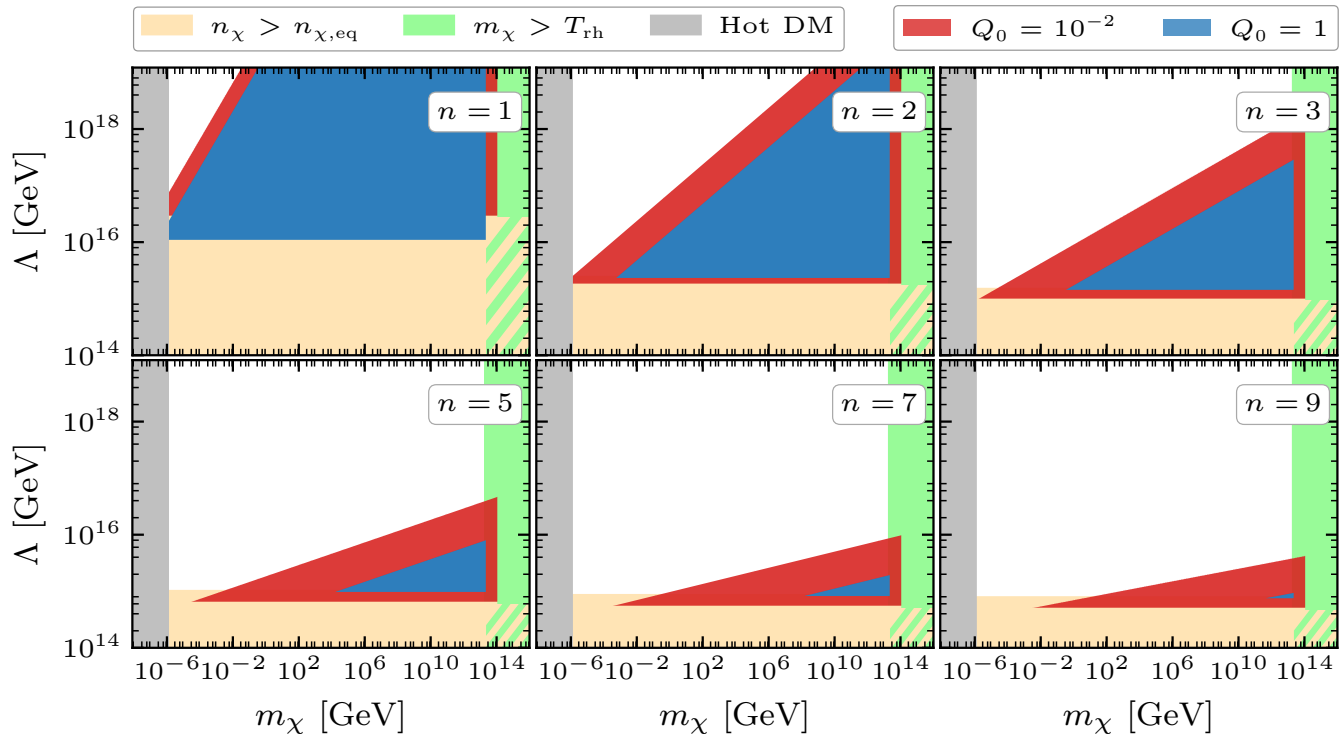 n_χ > n_χ,eq   m_χ > T_rh   Hot DM   Q_0 = 10^−2   Q_0 = 1
n = 1   n = 2   n = 3
10^18
10^16
10^14
Λ [GeV]
n = 5   n = 7   n = 9
10^18
10^16
10^14
Λ [GeV]
10^−6   10^−2   10^2   10^6   10^10   10^14   10^−6   10^−2   10^2   10^6   10^10   10^14   10^−6   10^−2   10^2   10^6   10^10   10^14
m_χ [GeV]   m_χ [GeV]   m_χ [GeV]